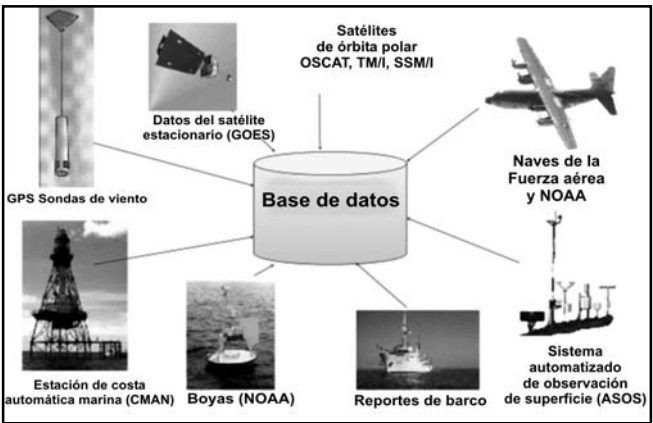 Satélites
de órbita polar
OSCAT, TM/I, SSM/I
Datos del satélite
estacionario (GOES)
Naves de la
Fuerza aérea
y NOAA
GPS Sondas de viento
Base de datos
Estación de costa
automática marina (CMAN)
Boyas (NOAA)
Reportes de barco
Sistema
automatizado
de observación
de superficie (ASOS)